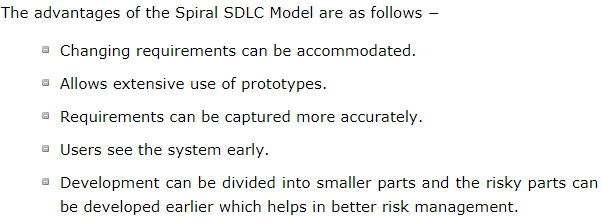 The advantages of the Spiral SDLC Model are as follows −
Changing requirements can be accommodated.
Allows extensive use of prototypes.
Requirements can be captured more accurately.
Users see the system early.
Development can be divided into smaller parts and the risky parts can
be developed earlier which helps in better risk management.